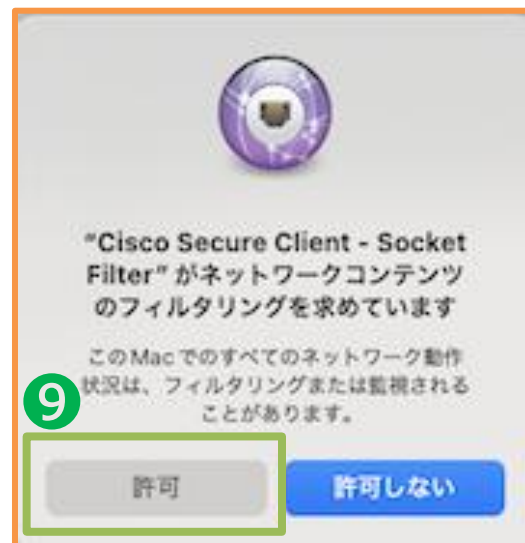 "Cisco Secure Client - Socket
Filter" がネットワークコンテンツ
のフィルタリングを求めています
このMacでのすべてのネットワーク動作
状況は、フィルタリングまたは監視される
ことがあります。
9
許可
許可しない